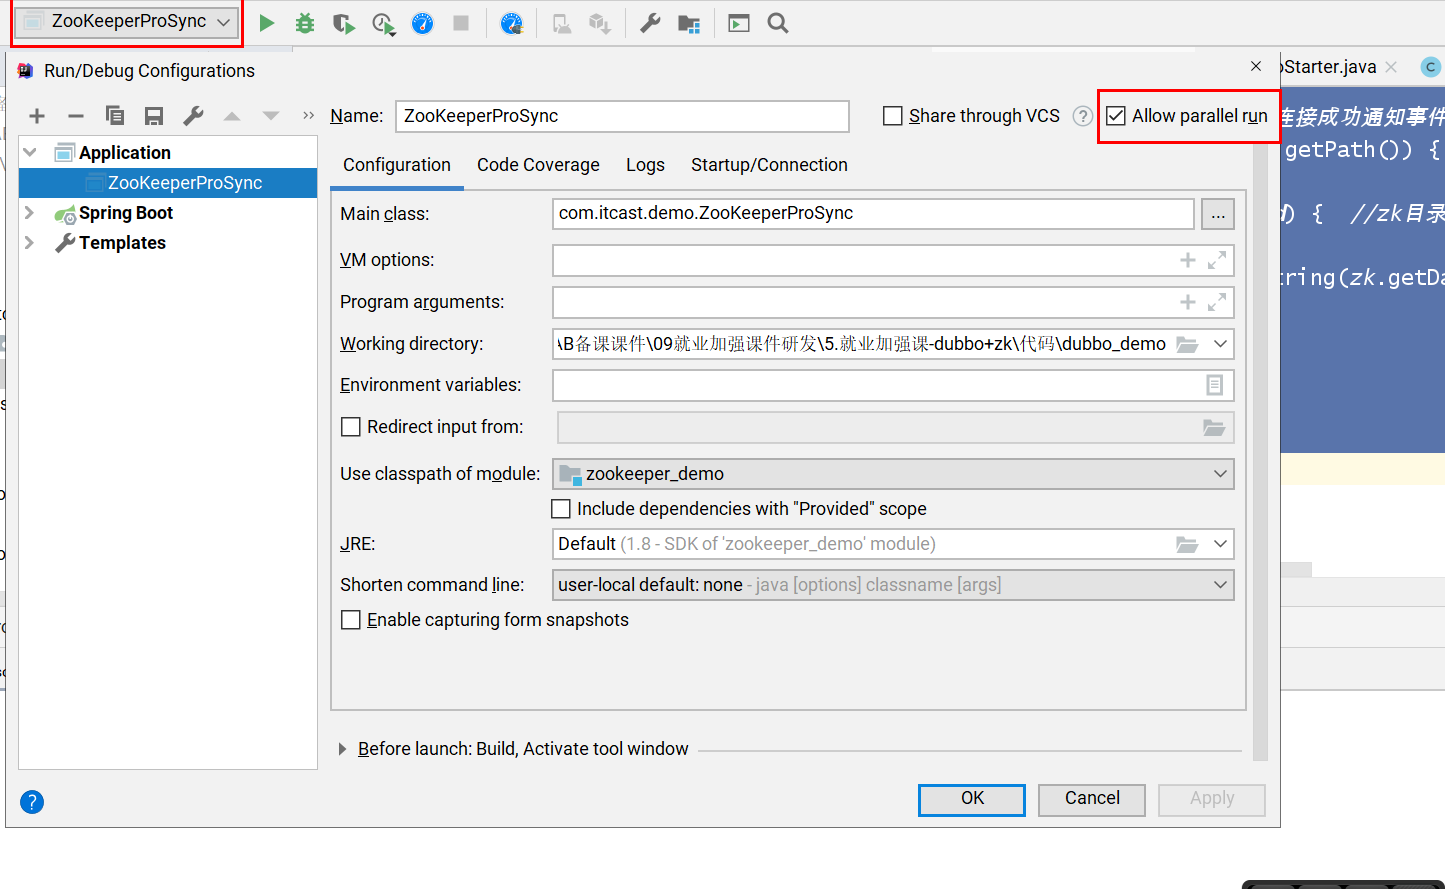 ZooKeeperProSync
Run/Debug Configurations
oStarter.java
C
Name: ZooKeeperProSync
Share through VCS
?
Allow parallel run
连接成功通知事件
Application
ZooKeeperProSync
Spring Boot
Templates
Configuration Code Coverage Logs Startup/Connection
getPath()) {
Main class: com.itcast.demo.ZooKeeperProSync ...
d) { //zk目录
VM options:
tring(zk.getDa
Program arguments:
Working directory: \B备课课件\09就业加强课件研发\5.就业加强课-dubbo+zk\代码\dubbo_demo
Environment variables:
Redirect input from:
Use classpath of module: zookeeper_demo
Include dependencies with "Provided" scope
JRE: Default (1.8 - SDK of 'zookeeper_demo' module)
Shorten command line: user-local default: none - java [options] classname [args]
Enable capturing form snapshots
Before launch: Build, Activate tool window
?
OK Cancel Apply